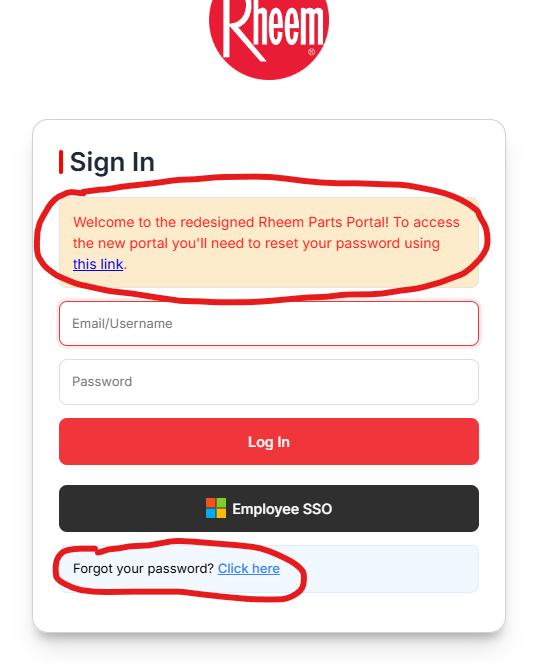 Rheem
®
Sign In
Welcome to the redesigned Rheem Parts Portal! To access
the new portal you'll need to reset your password using
this link.
Email/Username
Password
Log In
Employee SSO
Forgot your password? Click here